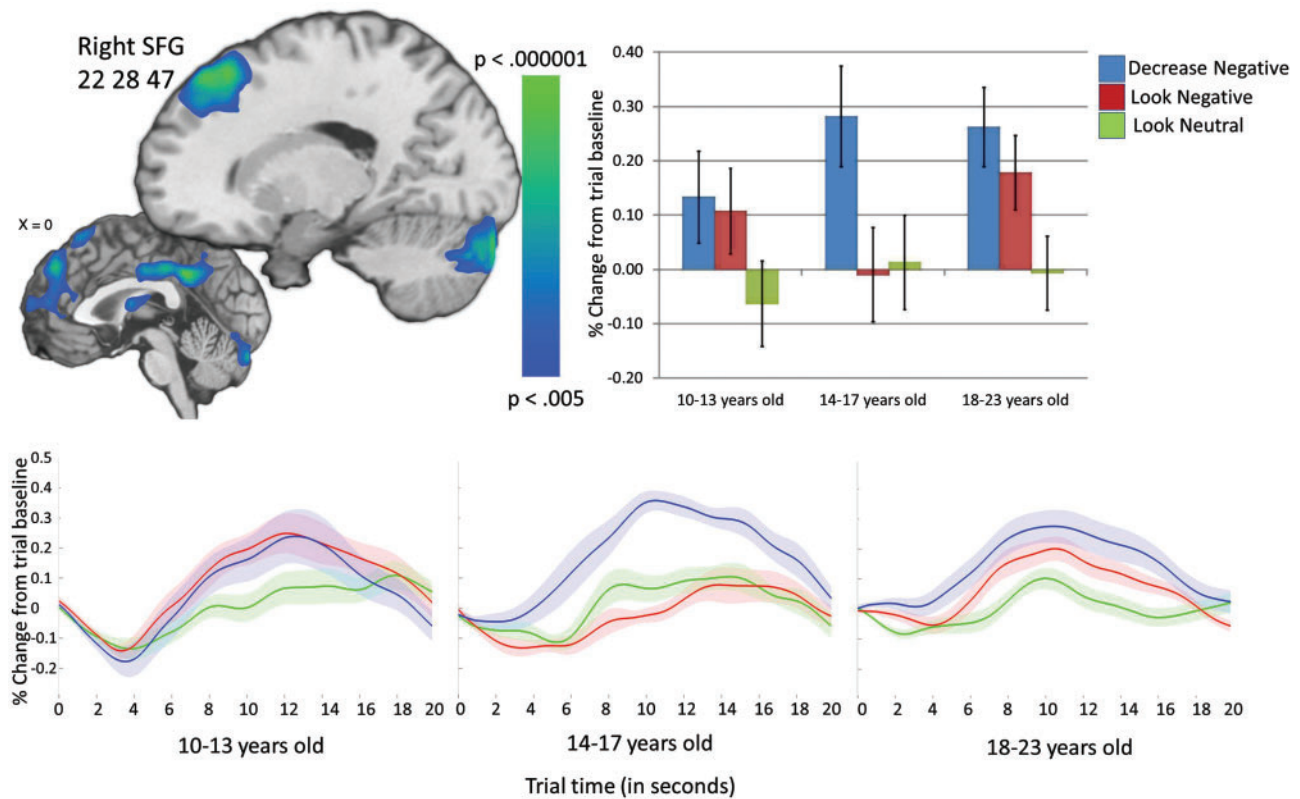 Right SFG
22 28 47
p < .000001
X = 0
p < .005
% Change from trial baseline
0.40
0.30
0.20
0.10
0.00
-0.10
-0.20
10-13 years old
14-17 years old
18-23 years old
Decrease Negative
Look Negative
Look Neutral
% Change from trial baseline
0.5
0.4
0.3
0.2
0.1
0
-0.1
-0.2
0 2 4 6 8 10 12 14 16 18 20
0 2 4 6 8 10 12 14 16 18 20
0 2 4 6 8 10 12 14 16 18 20
10-13 years old
14-17 years old
18-23 years old
Trial time (in seconds)